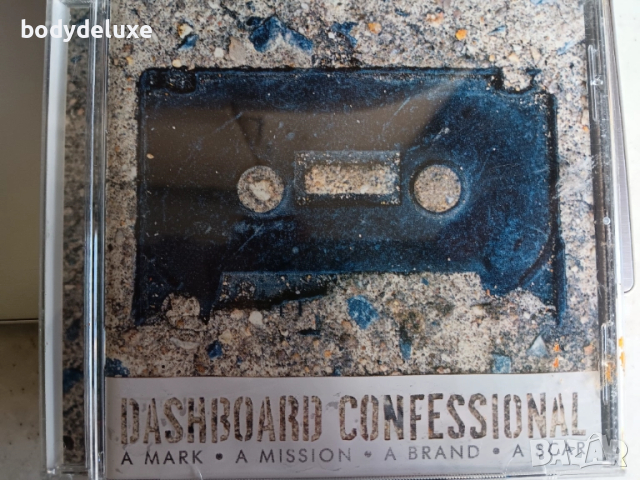 bodydeluxe
DASHBOARD CONFESSIONAL
A MARK • A MISSION • A BRAND • A SCAR